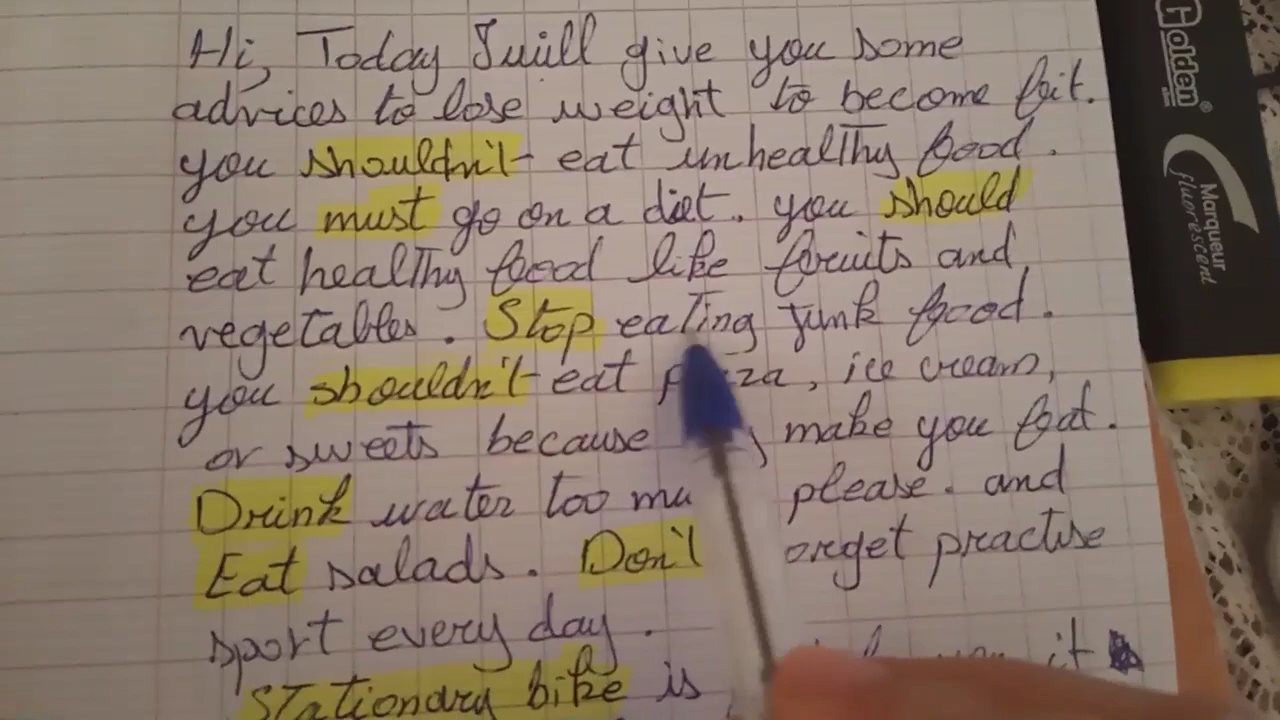 Hi, Today I will give you some
advices to lose weight to become fit.
you shouldn't eat unhealthy food.
you must go on a diet. you should
eat healthy food like fruits and
vegetables. Stop eating junk food.
you shouldn't eat pizza, ice cream,
or sweets because make you fat.
Drink water too please. and
Eat salads. Don't practise
sport every day.
Stationary bike is
it
Golden
Marqueur
fluorescent